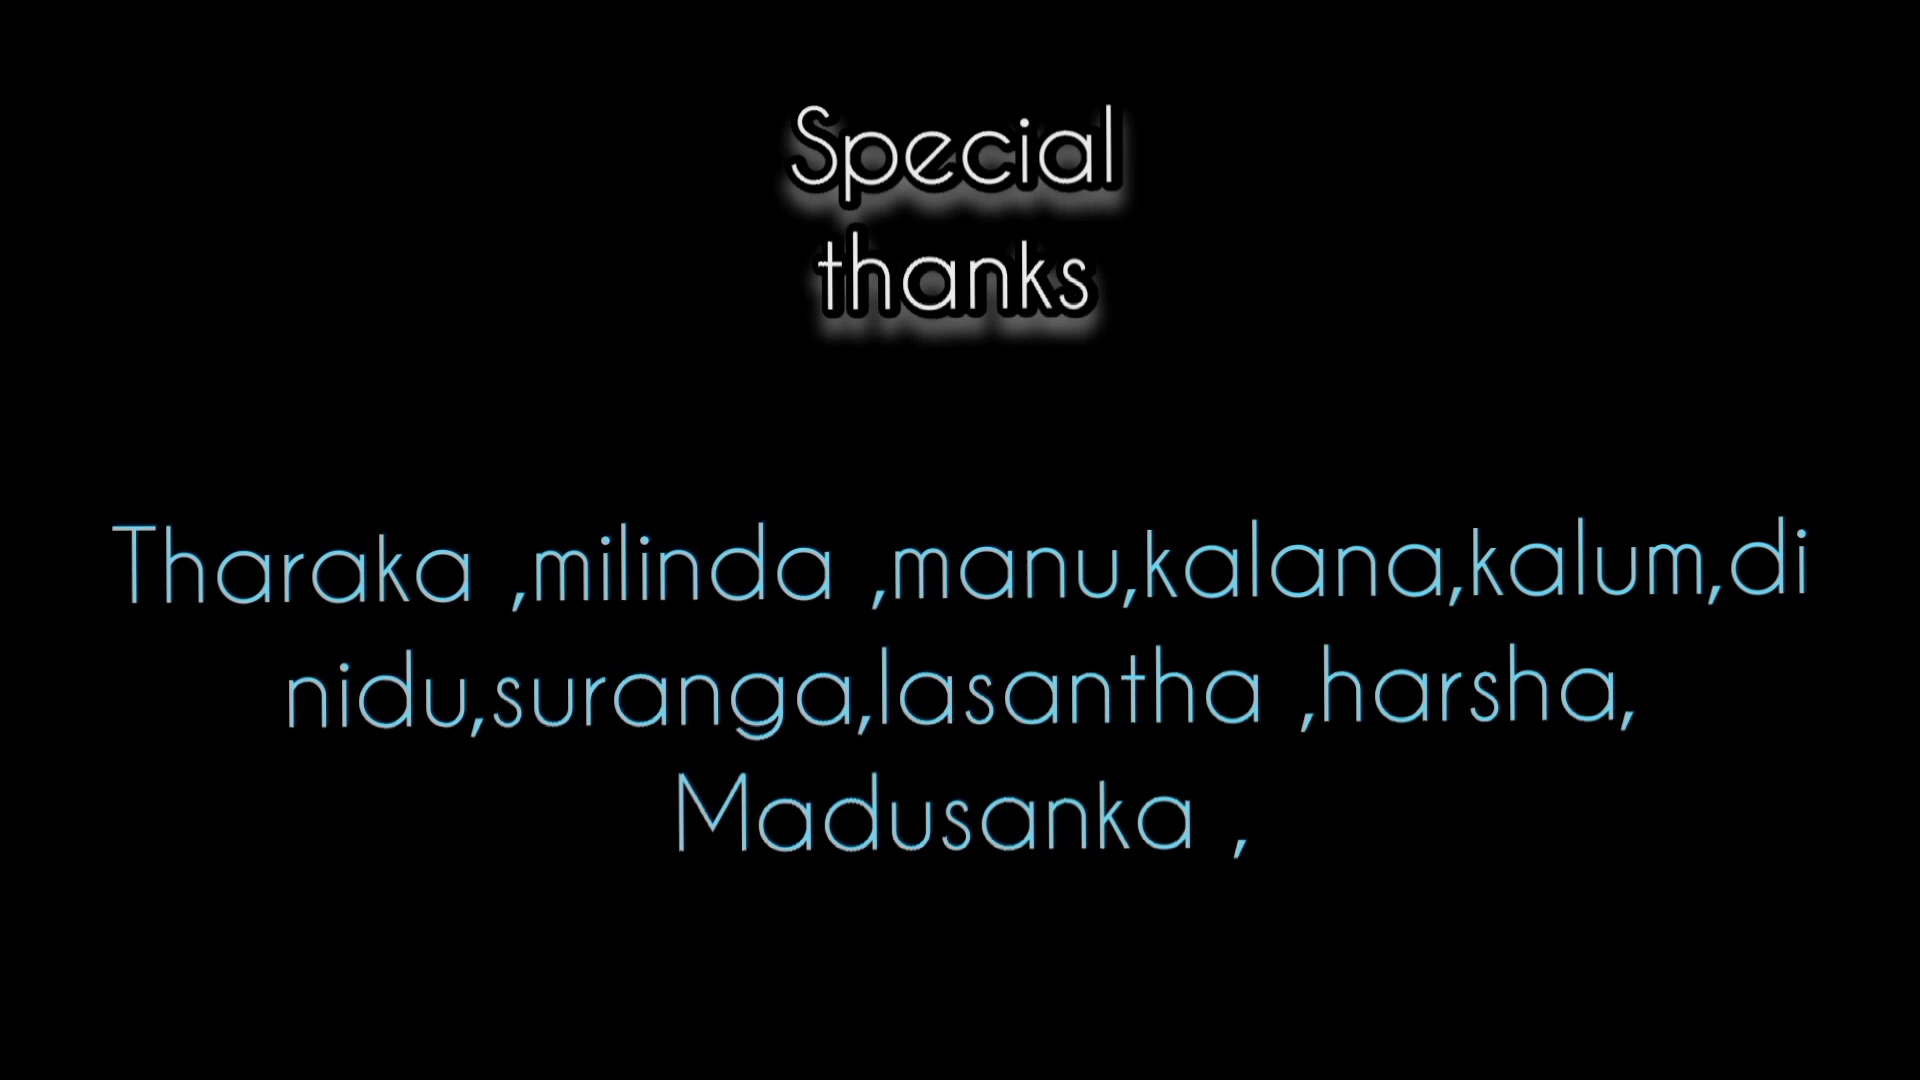 Special
thanks
Tharaka ,milinda ,manu,kalana,kalum,di
nidu,suranga,lasantha ,harsha,
Madusanka ,